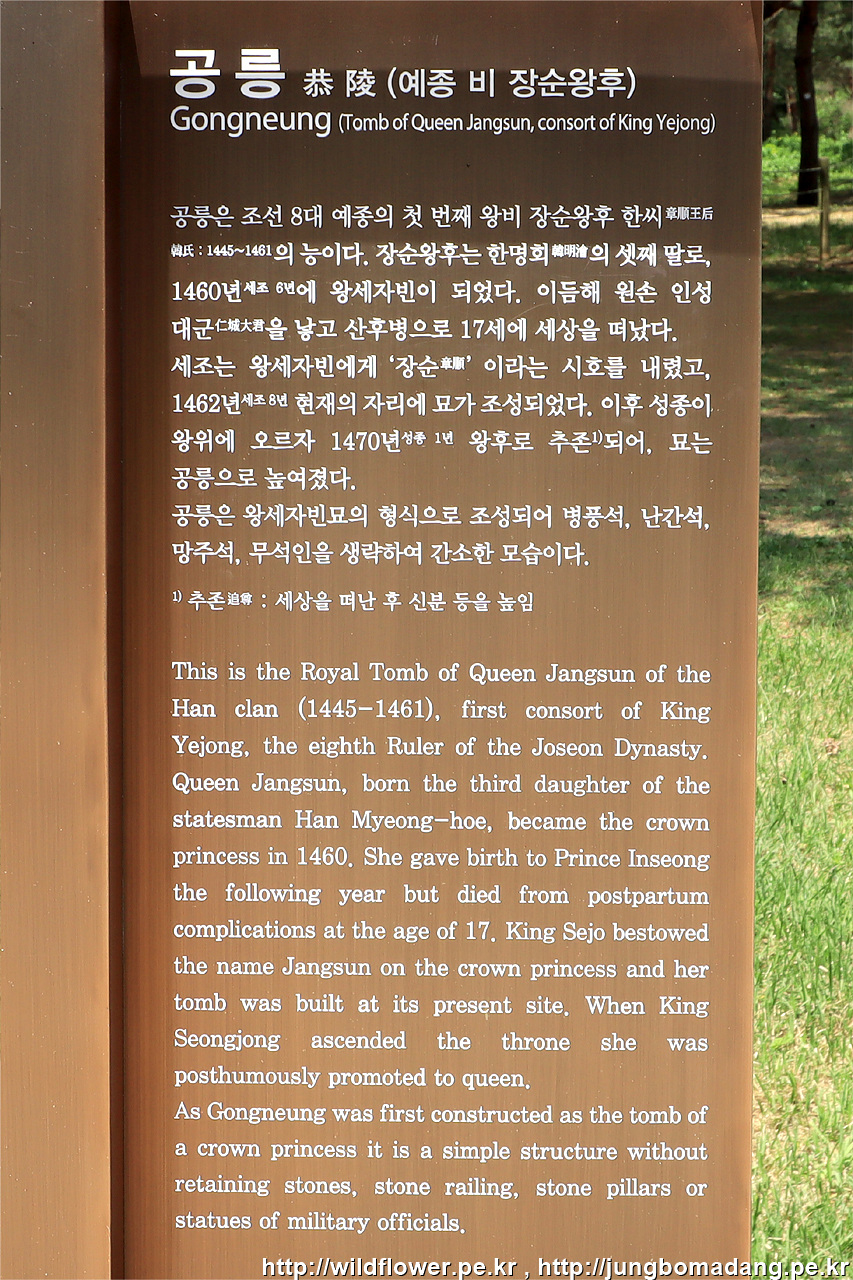 공릉 恭陵 (예종 비 장순왕후)
Gongneung (Tomb of Queen Jangsun, consort of King Yejong)
공릉은 조선 8대 예종의 첫 번째 왕비 장순왕후 한씨章順王后
韓氏 : 1445~1461의 능이다. 장순왕후는 한명회韓明澮의 셋째 딸로,
1460년세조 6년에 왕세자빈이 되었다. 이듬해 원손 인성
대군仁城大君을 낳고 산후병으로 17세에 세상을 떠났다.
세조는 왕세자빈에게 ‘장순章順’ 이라는 시호를 내렸고,
1462년세조 8년 현재의 자리에 묘가 조성되었다. 이후 성종이
왕위에 오르자 1470년성종 1년 왕후로 추존1)되어, 묘는
공릉으로 높여졌다.
공릉은 왕세자빈묘의 형식으로 조성되어 병풍석, 난간석,
망주석, 무석인을 생략하여 간소한 모습이다.
1) 추존追尊 : 세상을 떠난 후 신분 등을 높임
This is the Royal Tomb of Queen Jangsun of the
Han clan (1445-1461), first consort of King
Yejong, the eighth Ruler of the Joseon Dynasty.
Queen Jangsun, born the third daughter of the
statesman Han Myeong-hoe, became the crown
princess in 1460. She gave birth to Prince Inseong
the following year but died from postpartum
complications at the age of 17. King Sejo bestowed
the name Jangsun on the crown princess and her
tomb was built at its present site. When King
Seongjong ascended the throne she was
posthumously promoted to queen.
As Gongneung was first constructed as the tomb of
a crown princess it is a simple structure without
retaining stones, stone railing, stone pillars or
statues of military officials.
http://wildflower.pe.kr , http://jungbomadang.pe.kr